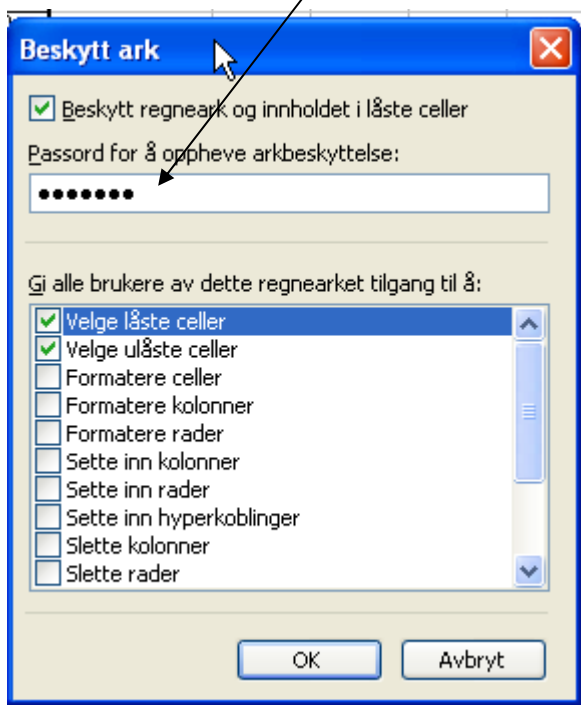 Beskytt ark
Beskytt regneark og innholdet i låste celler
Passord for å oppheve arkbeskyttelse:
•••••••
Gi alle brukere av dette regnearket tilgang til å:
Velge låste celler
Velge ulåste celler
Formatere celler
Formatere kolonner
Formatere rader
Sette inn kolonner
Sette inn rader
Sette inn hyperkoblinger
Slette kolonner
Slette rader
OK
Avbryt